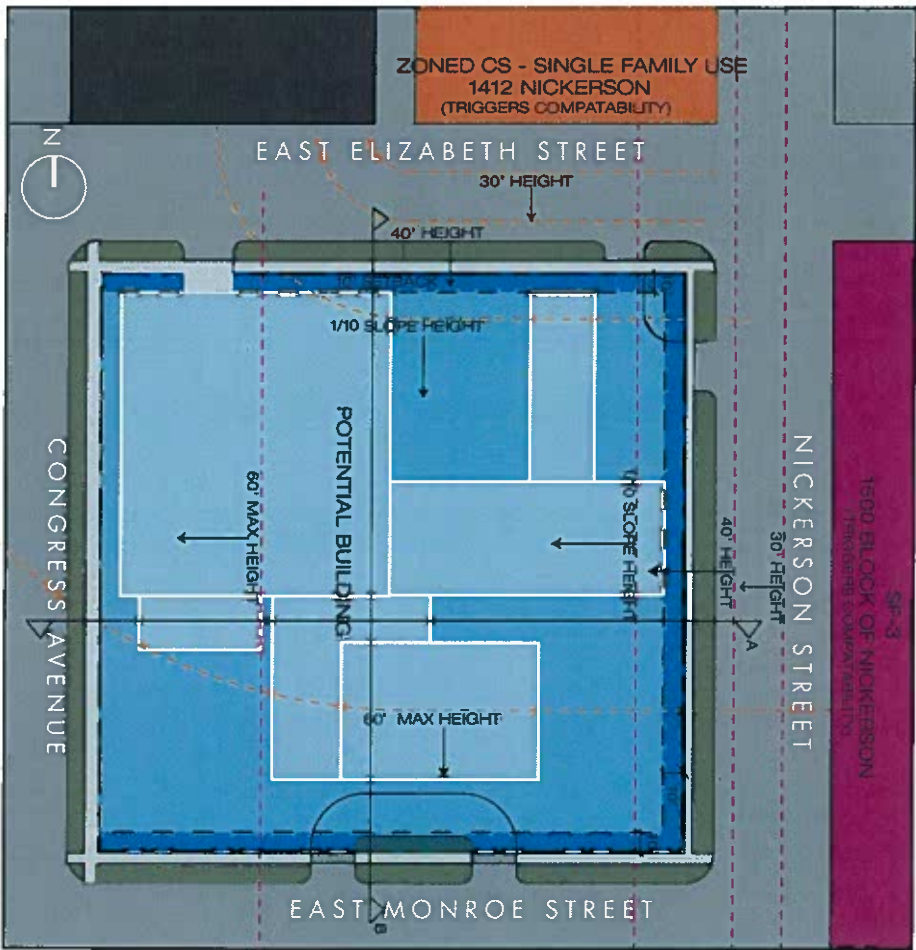 ZONED CS - SINGLE FAMILY USE
1412 NICKERSON
(TRIGGERS COMPATABILITY)
N
EAST ELIZABETH STREET
30' HEIGHT
40' HEIGHT
10' SETBACK
1/10 SLOPE HEIGHT
POTENTIAL BUILDING
60' MAX HEIGHT
1/10 SLOPE HEIGHT
40' HEIGHT
30' HEIGHT
CONGRESS AVENUE
NICKERSON STREET
SF-3
1500 BLOCK OF NICKERSON
(TRIGGERS COMPATABILITY)
A
60' MAX HEIGHT
EAST MONROE STREET
B